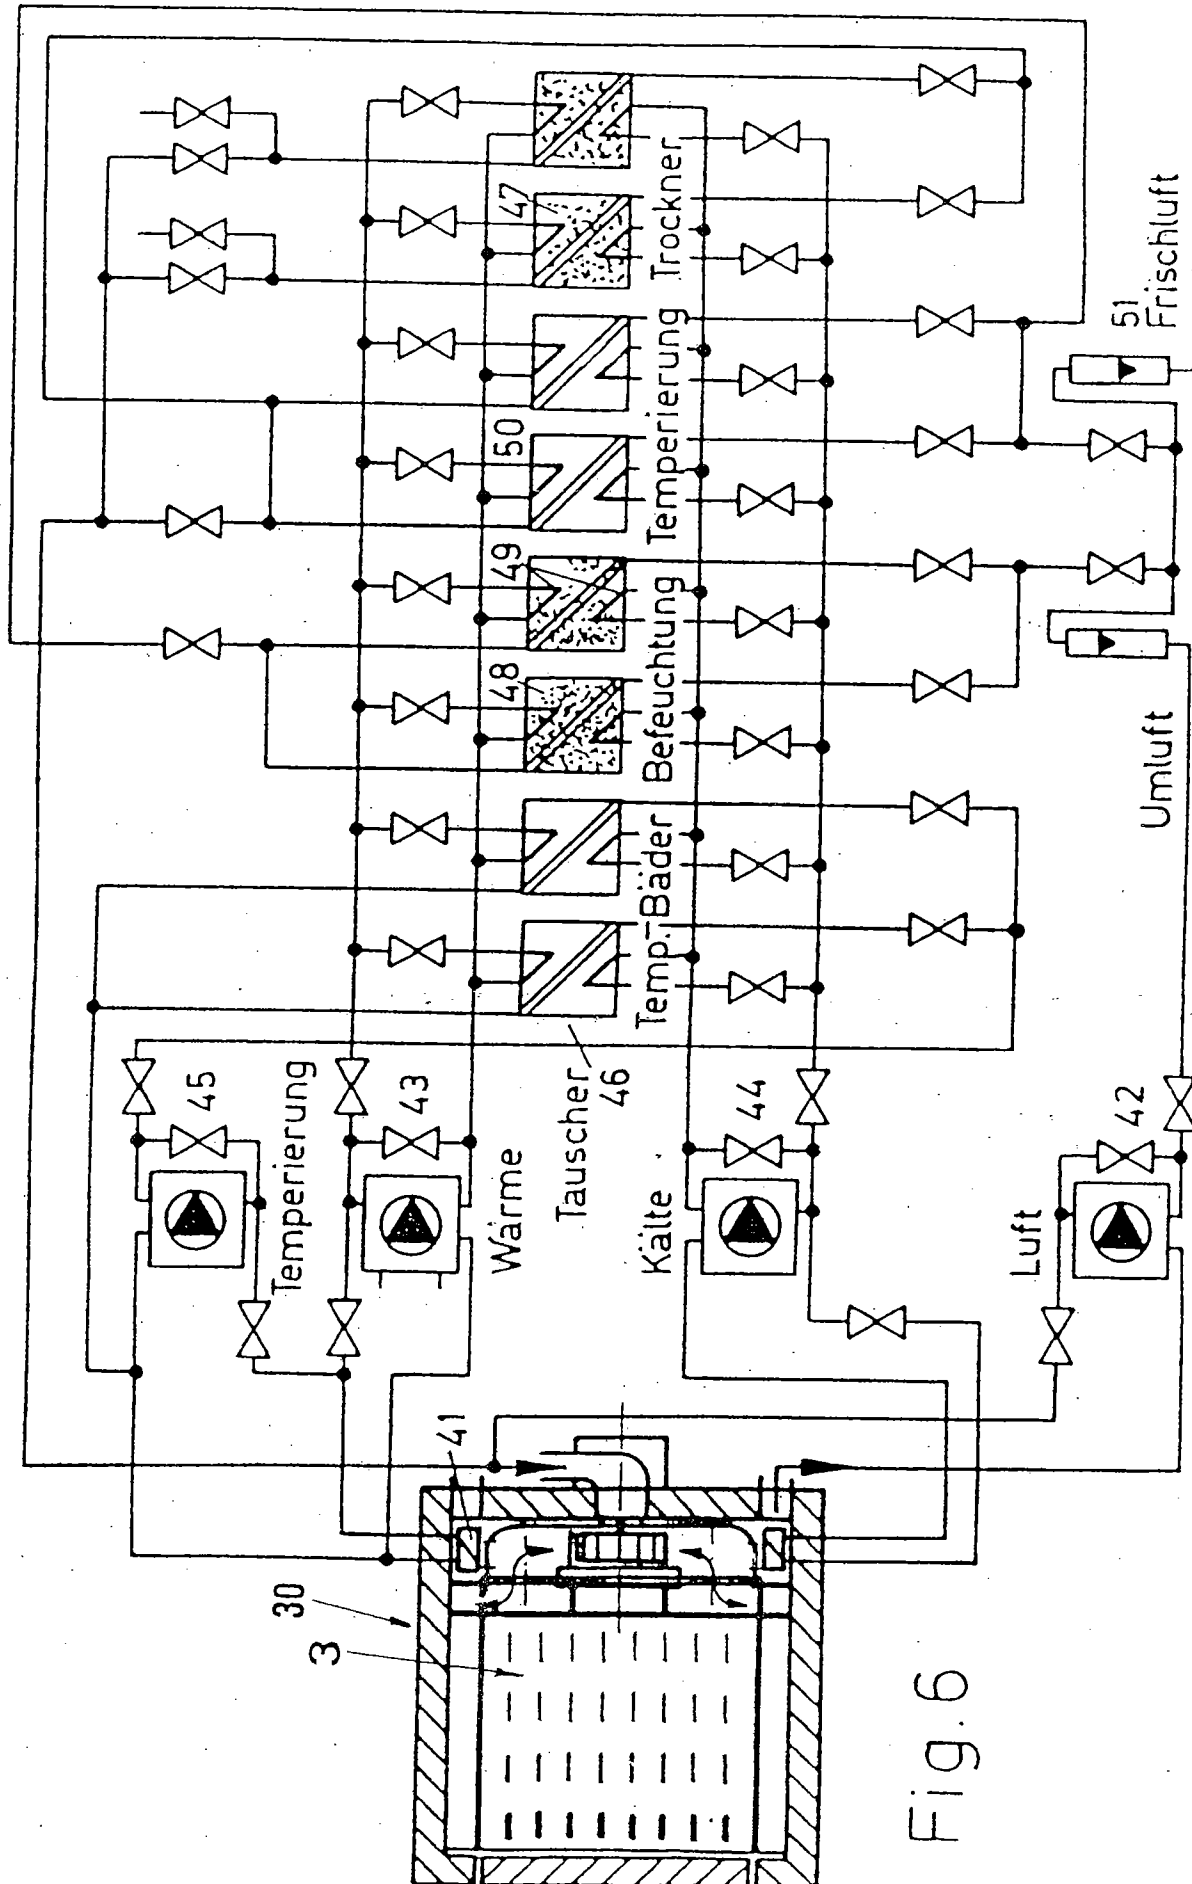 47
Trockner
50
Temperierung
49
48
Befeuchtung
Temp.-Bäder
51
Frischluft
Umluft
45
Temperierung
43
Wärme
Tauscher
46
44
Kälte
42
Luft
41
30
3
Fig. 6